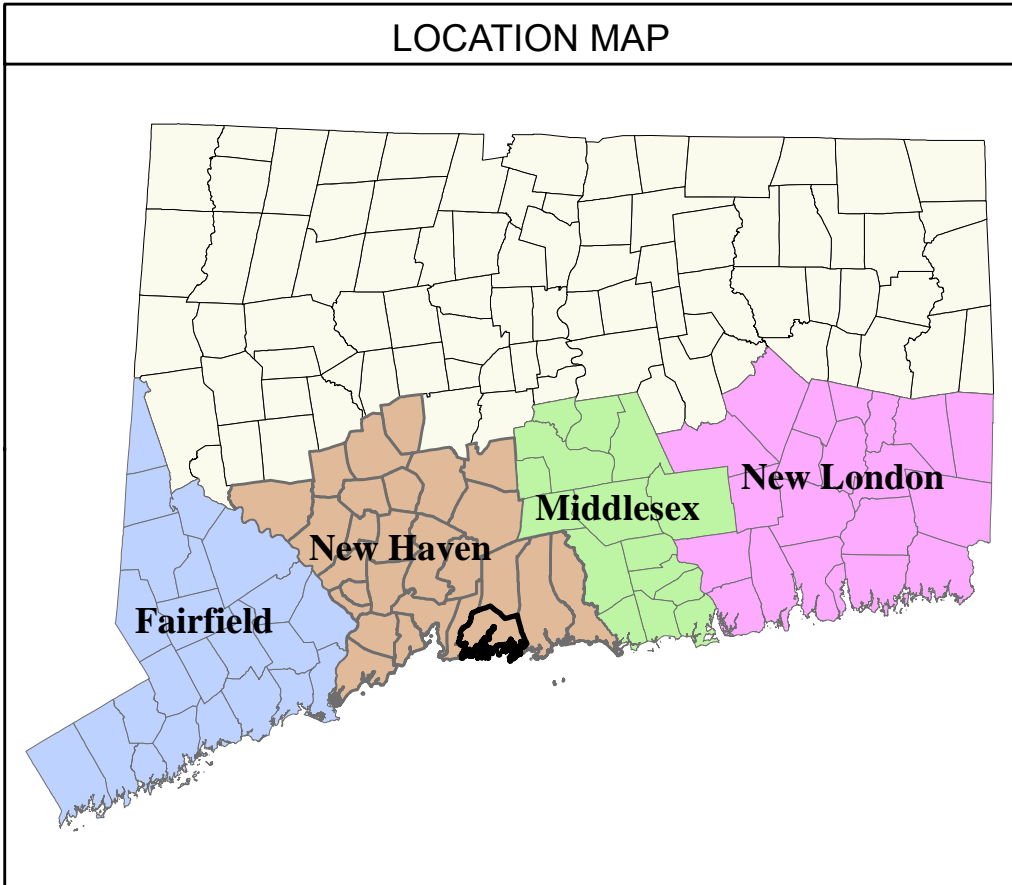 LOCATION MAP
New London
Middlesex
New Haven
Fairfield